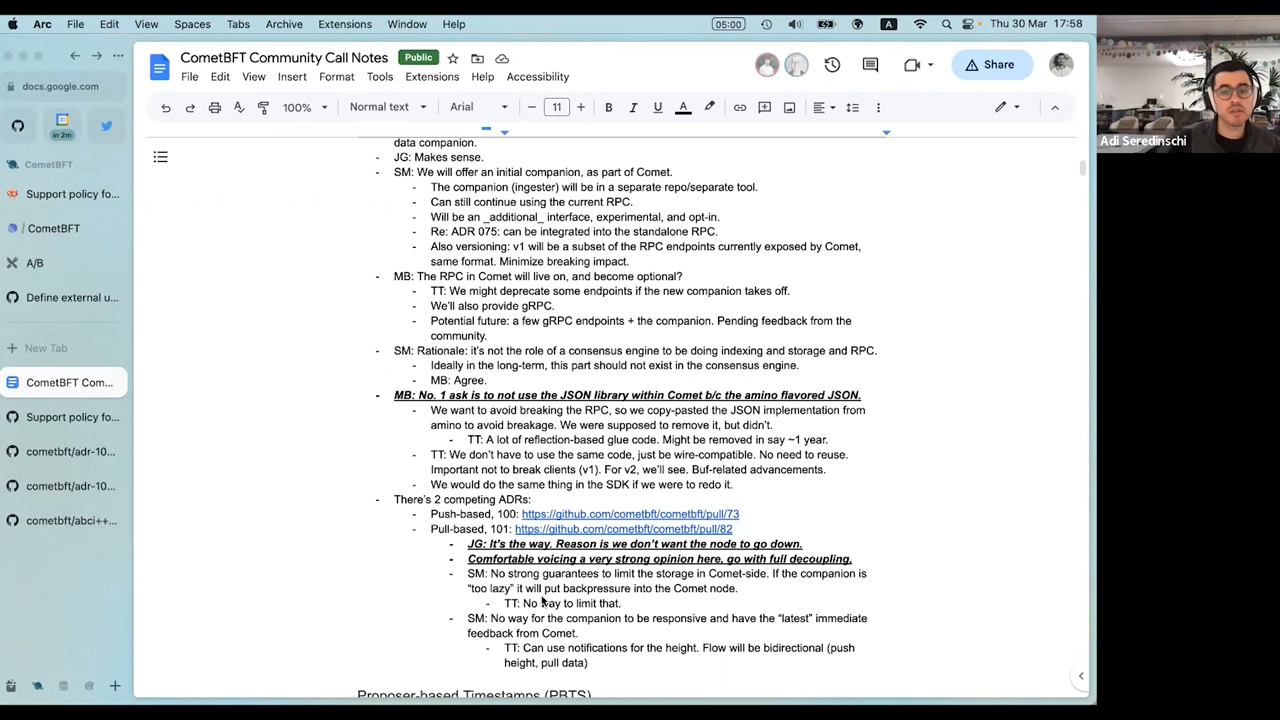 Arc File Edit View Spaces Tabs Archive Extensions Window Help 05:00 A Thu 30 Mar 17:58
docs.google.com
in 2m
CometBFT
Support policy fo...
/ CometBFT
A/B
Define external u...
+ New Tab
CometBFT Com...
Support policy fo...
cometbft/adr-10...
cometbft/adr-10...
cometbft/abci++...
CometBFT Community Call Notes Public
Share
File Edit View Insert Format Tools Extensions Help Accessibility
100% Normal text Arial 11 B I U A
data companion.
- JG: Makes sense.
- SM: We will offer an initial companion, as part of Comet.
- The companion (ingester) will be in a separate repo/separate tool.
- Can still continue using the current RPC.
- Will be an _additional_ interface, experimental, and opt-in.
- Re: ADR 075: can be integrated into the standalone RPC.
- Also versioning: v1 will be a subset of the RPC endpoints currently exposed by Comet,
same format. Minimize breaking impact.
- MB: The RPC in Comet will live on, and become optional?
- TT: We might deprecate some endpoints if the new companion takes off.
- We'll also provide gRPC.
- Potential future: a few gRPC endpoints + the companion. Pending feedback from the
community.
- SM: Rationale: it's not the role of a consensus engine to be doing indexing and storage and RPC.
- Ideally in the long-term, this part should not exist in the consensus engine.
- MB: Agree.
- MB: No. 1 ask is to not use the JSON library within Comet b/c the amino flavored JSON.
- We want to avoid breaking the RPC, so we copy-pasted the JSON implementation from
amino to avoid breakage. We were supposed to remove it, but didn't.
- TT: A lot of reflection-based glue code. Might be removed in say ~1 year.
- TT: We don't have to use the same code, just be wire-compatible. No need to reuse.
Important not to break clients (v1). For v2, we'll see. Buf-related advancements.
- We would do the same thing in the SDK if we were to redo it.
- There's 2 competing ADRs:
- Push-based, 100: https://github.com/cometbft/cometbft/pull/73
- Pull-based, 101: https://github.com/cometbft/cometbft/pull/82
- JG: It's the way. Reason is we don't want the node to go down.
- Comfortable voicing a very strong opinion here, go with full decoupling.
- SM: No strong guarantees to limit the storage in Comet-side. If the companion is
"too lazy" it will put backpressure into the Comet node.
- TT: No way to limit that.
- SM: No way for the companion to be responsive and have the "latest" immediate
feedback from Comet.
- TT: Can use notifications for the height. Flow will be bidirectional (push
height, pull data)
Proposer-based Timestamps (PBTS)
Adi Seredinschi